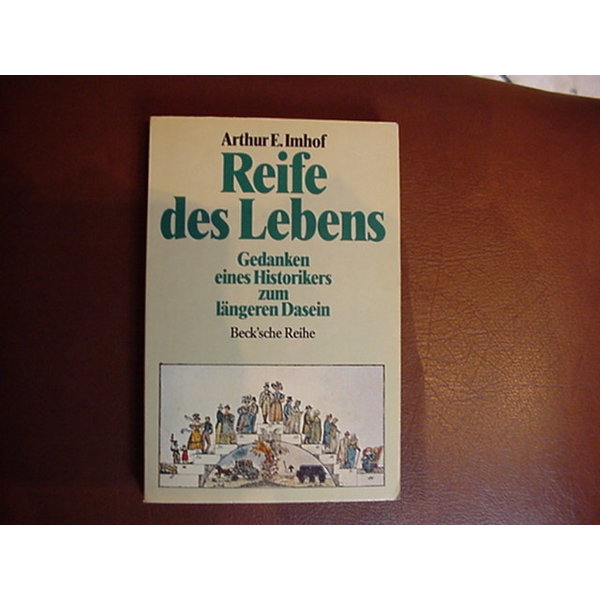 Arthur E. Imhof
Reife
des Lebens
Gedanken
eines Historikers
zum
längeren Dasein
Beck'sche Reihe